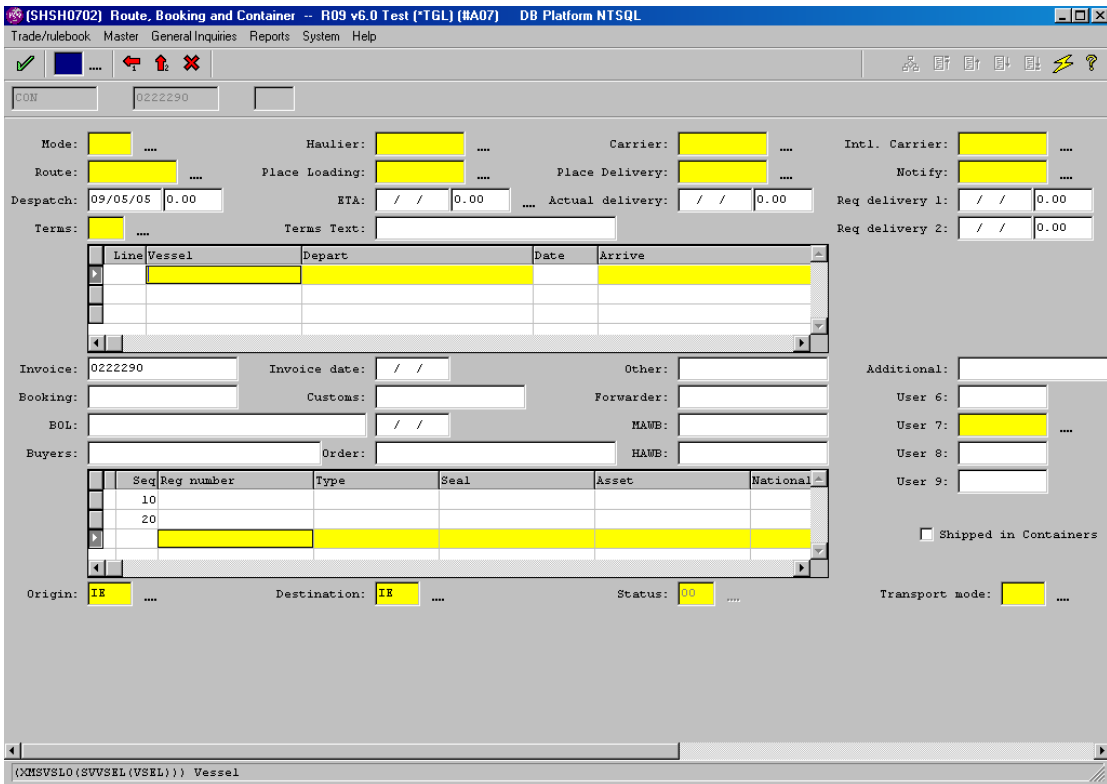 (SHSH0702) Route, Booking and Container -- R09 v6.0 Test (*TGL) (#A07) DB Platform NTSQL
Trade/rulebook Master General Inquiries Reports System Help
.... 1 2 ?
CON 0222290
Mode: .... Haulier: .... Carrier: .... Intl. Carrier: ....
Route: .... Place Loading: .... Place Delivery: .... Notify: ....
Despatch: 09/05/05 0.00 ETA: / / 0.00 .... Actual delivery: / / 0.00 Req delivery 1: / / 0.00
Terms: .... Terms Text: Req delivery 2: / / 0.00
Line Vessel Depart Date Arrive
Invoice: 0222290 Invoice date: / / Other: Additional:
Booking: Customs: Forwarder: User 6:
BOL: / / MAWB: User 7: ....
Buyers: Order: HAWB: User 8:
Seq Reg number Type Seal Asset National User 9:
10
20
Shipped in Containers
Origin: IE .... Destination: IE .... Status: 00 .... Transport mode: ....
(XMSVSLO(SVVSEL(VSEL))) Vessel